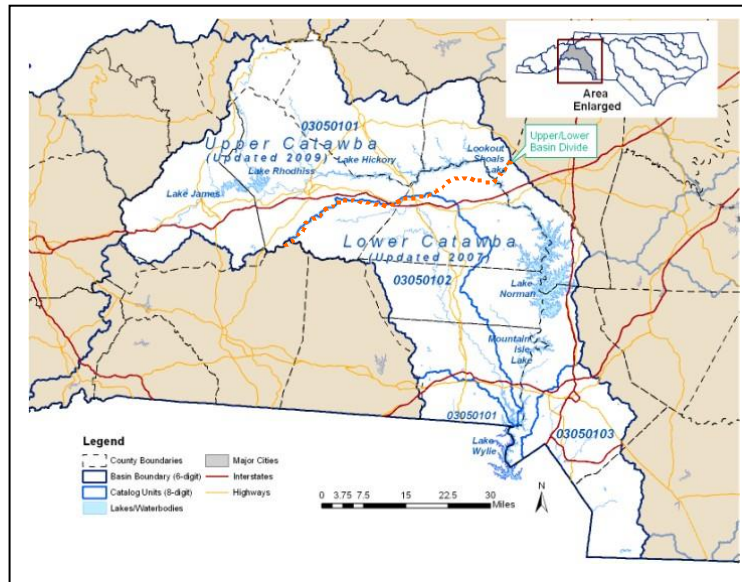 Area
Enlarged
03050101
Upper Catawba
(Updated 2009)
Lookout
Shoals
Lake
Upper/Lower
Basin Divide
Lake Hickory
Lake Rhodhiss
Lake James
Lower Catawba
(Updated 2007)
03050102
Lake
Norman
Mountain
Isle
Lake
03050101
03050103
Lake
Wylie
Legend
County Boundaries
Major Cities
Basin Boundary (6-digit)
Interstates
Catalog Units (8-digit)
Highways
Lakes/Waterbodies
0 3.75 7.5 15 22.5 30
Miles
N